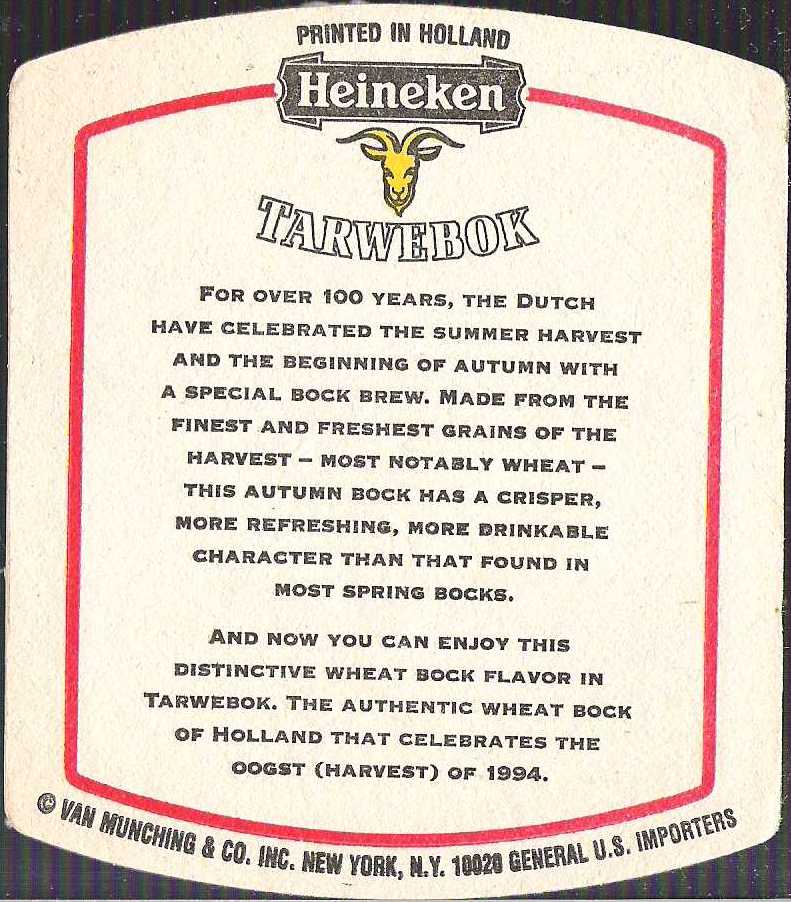 PRINTED IN HOLLAND
Heineken
TARWEBOK
FOR OVER 100 YEARS, THE DUTCH
HAVE CELEBRATED THE SUMMER HARVEST
AND THE BEGINNING OF AUTUMN WITH
A SPECIAL BOCK BREW. MADE FROM THE
FINEST AND FRESHEST GRAINS OF THE
HARVEST – MOST NOTABLY WHEAT –
THIS AUTUMN BOCK HAS A CRISPER,
MORE REFRESHING, MORE DRINKABLE
CHARACTER THAN THAT FOUND IN
MOST SPRING BOCKS.
AND NOW YOU CAN ENJOY THIS
DISTINCTIVE WHEAT BOCK FLAVOR IN
TARWEBOK. THE AUTHENTIC WHEAT BOCK
OF HOLLAND THAT CELEBRATES THE
OOGST (HARVEST) OF 1994.
© VAN MUNCHING & CO. INC. NEW YORK, N.Y. 10020 GENERAL U.S. IMPORTERS